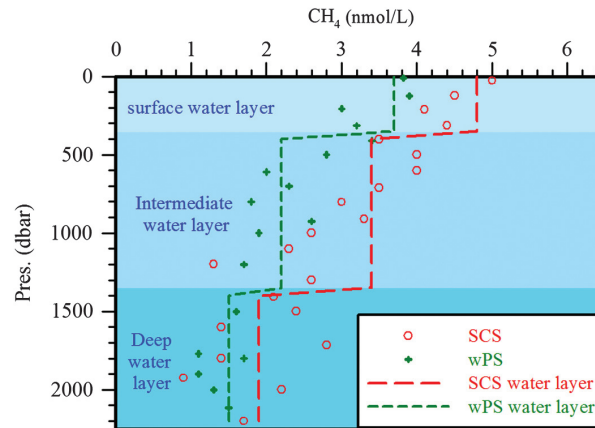 CH₄ (nmol/L)
0 1 2 3 4 5 6
0
surface water layer
500
Intermediate
water layer
1000
Pres. (dbar)
1500
Deep
water
layer
2000
SCS
wPS
SCS water layer
wPS water layer